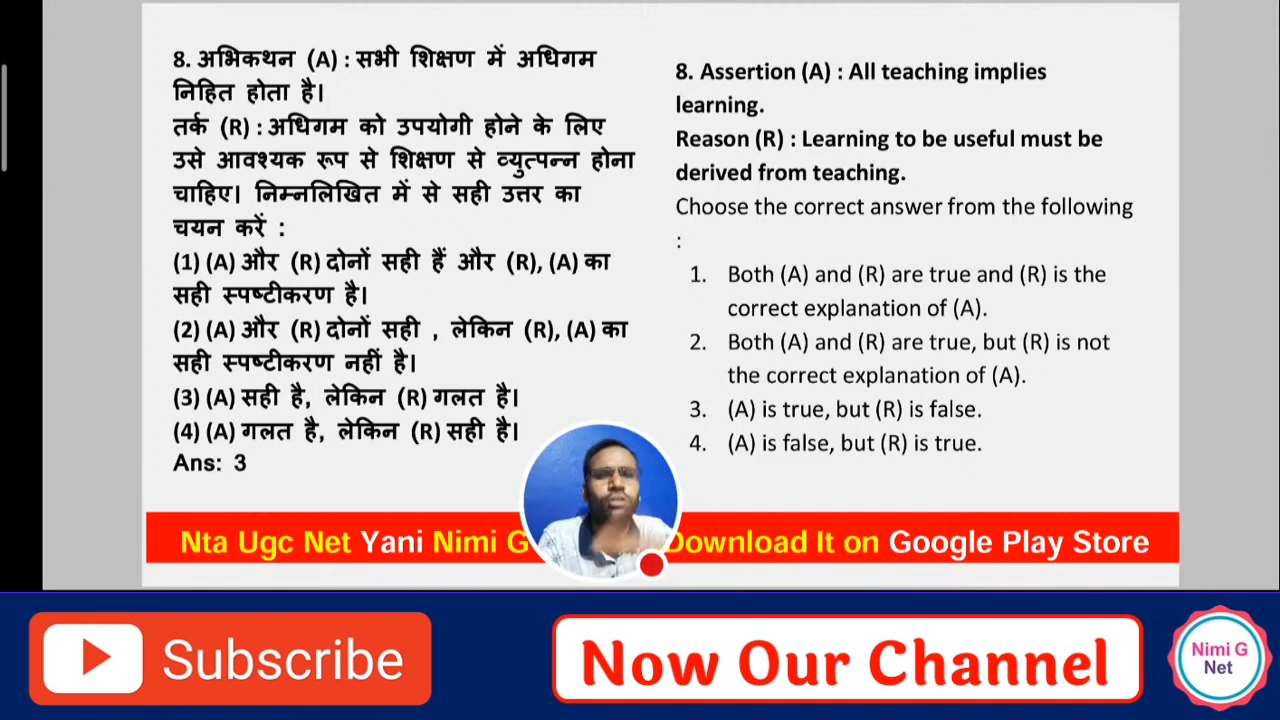 8. अभिकथन (A) : सभी शिक्षण में अधिगम
निहित होता है।
तर्क (R) : अधिगम को उपयोगी होने के लिए
उसे आवश्यक रूप से शिक्षण से व्युत्पन्न होना
चाहिए। निम्नलिखित में से सही उत्तर का
चयन करें :
(1) (A) और (R) दोनों सही हैं और (R), (A) का
सही स्पष्टीकरण है।
(2) (A) और (R) दोनों सही , लेकिन (R), (A) का
सही स्पष्टीकरण नहीं है।
(3) (A) सही है, लेकिन (R) गलत है।
(4) (A) गलत है, लेकिन (R) सही है।
Ans: 3
8. Assertion (A) : All teaching implies
learning.
Reason (R) : Learning to be useful must be
derived from teaching.
Choose the correct answer from the following
:
1. Both (A) and (R) are true and (R) is the
correct explanation of (A).
2. Both (A) and (R) are true, but (R) is not
the correct explanation of (A).
3. (A) is true, but (R) is false.
4. (A) is false, but (R) is true.
Nta Ugc Net Yani Nimi G Download It on Google Play Store
Subscribe
Now Our Channel
Nimi G
Net